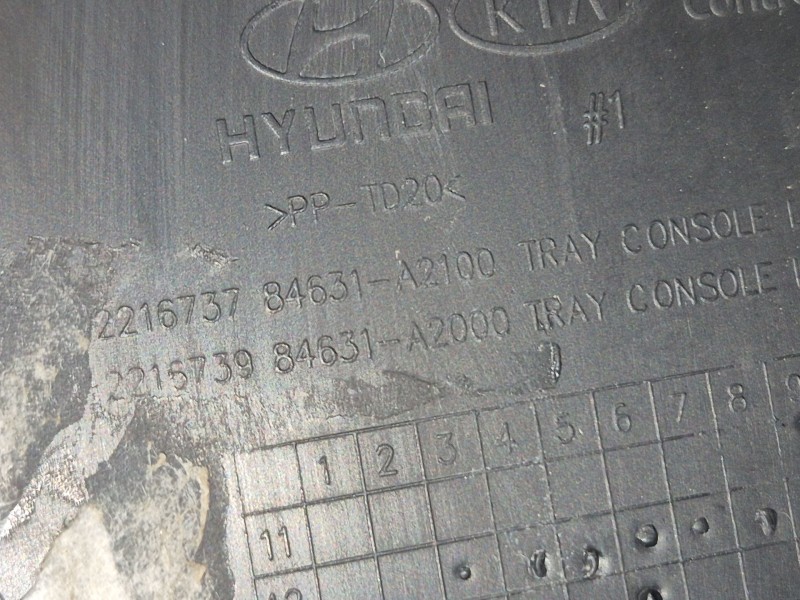 KIA
HYUNDAI #1
>PP-TD20<
2216737 84631-A2100 TRAY CONSOLE
2216739 84631-A2000 TRAY CONSOLE
1 2 3 4 5 6 7 8 9
11